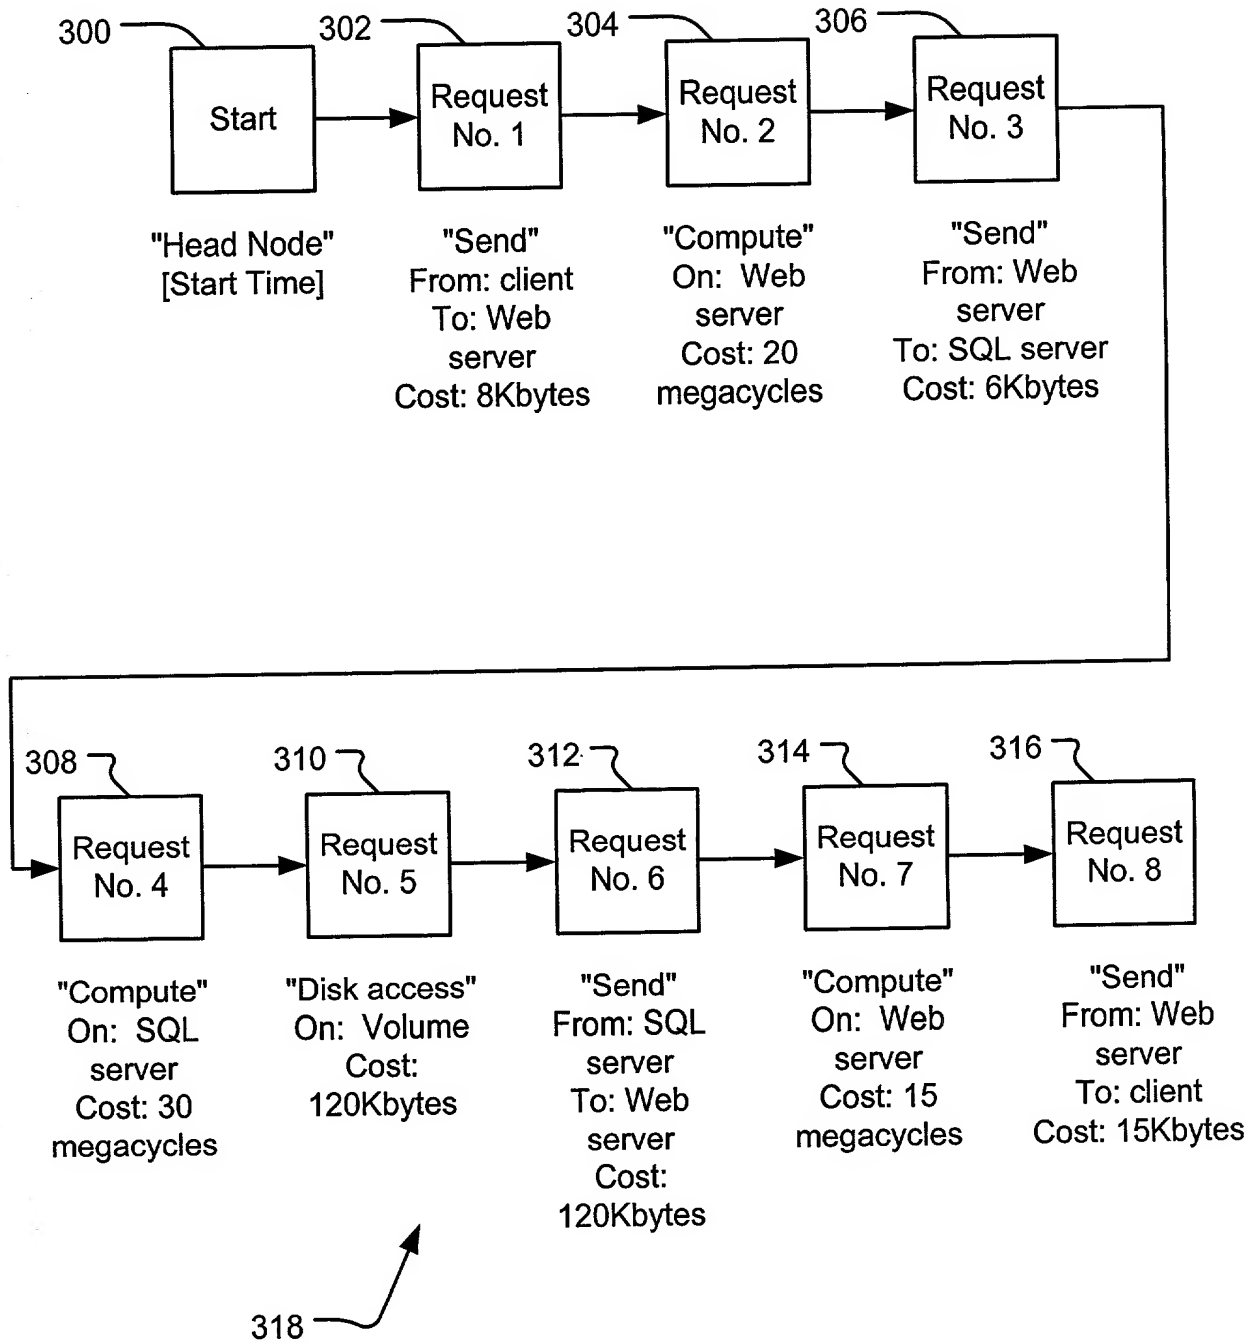 300
302
304
306
Start
Request
No. 1
Request
No. 2
Request
No. 3
"Head Node"
[Start Time]
"Send"
From: client
To: Web
server
Cost: 8Kbytes
"Compute"
On: Web
server
Cost: 20
megacycles
"Send"
From: Web
server
To: SQL server
Cost: 6Kbytes
308
310
312
314
316
Request
No. 4
Request
No. 5
Request
No. 6
Request
No. 7
Request
No. 8
"Compute"
On: SQL
server
Cost: 30
megacycles
"Disk access"
On: Volume
Cost:
120Kbytes
"Send"
From: SQL
server
To: Web
server
Cost:
120Kbytes
"Compute"
On: Web
server
Cost: 15
megacycles
"Send"
From: Web
server
To: client
Cost: 15Kbytes
318